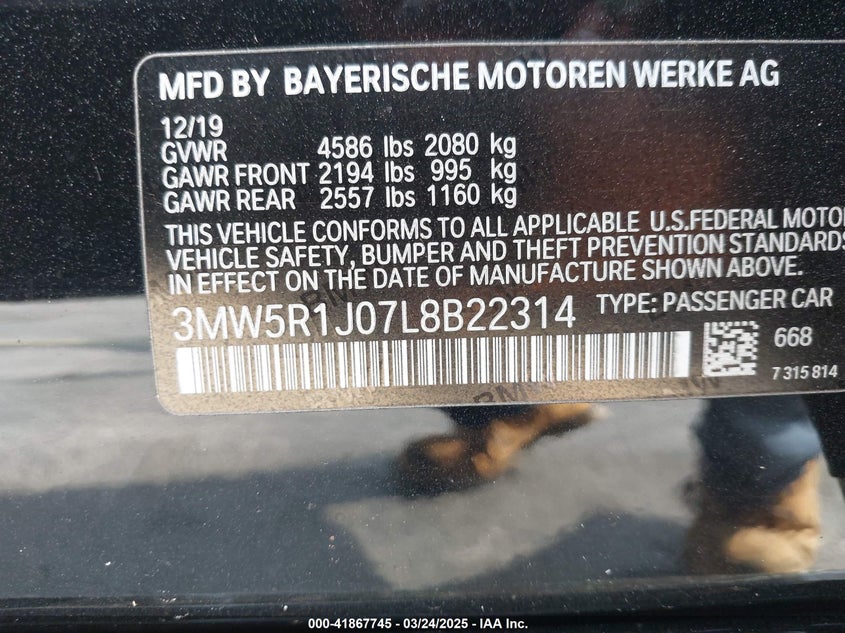 MFD BY BAYERISCHE MOTOREN WERKE AG
12/19
GVWR 4586 lbs 2080 kg
GAWR FRONT 2194 lbs 995 kg
GAWR REAR 2557 lbs 1160 kg
THIS VEHICLE CONFORMS TO ALL APPLICABLE U.S.FEDERAL MOTO
VEHICLE SAFETY, BUMPER AND THEFT PREVENTION STANDARDS
IN EFFECT ON THE DATE OF MANUFACTURE SHOWN ABOVE.
3MW5R1J07L8B22314 TYPE: PASSENGER CAR
668
7 315 814
000-41867745 - 03/24/2025 - IAA Inc.